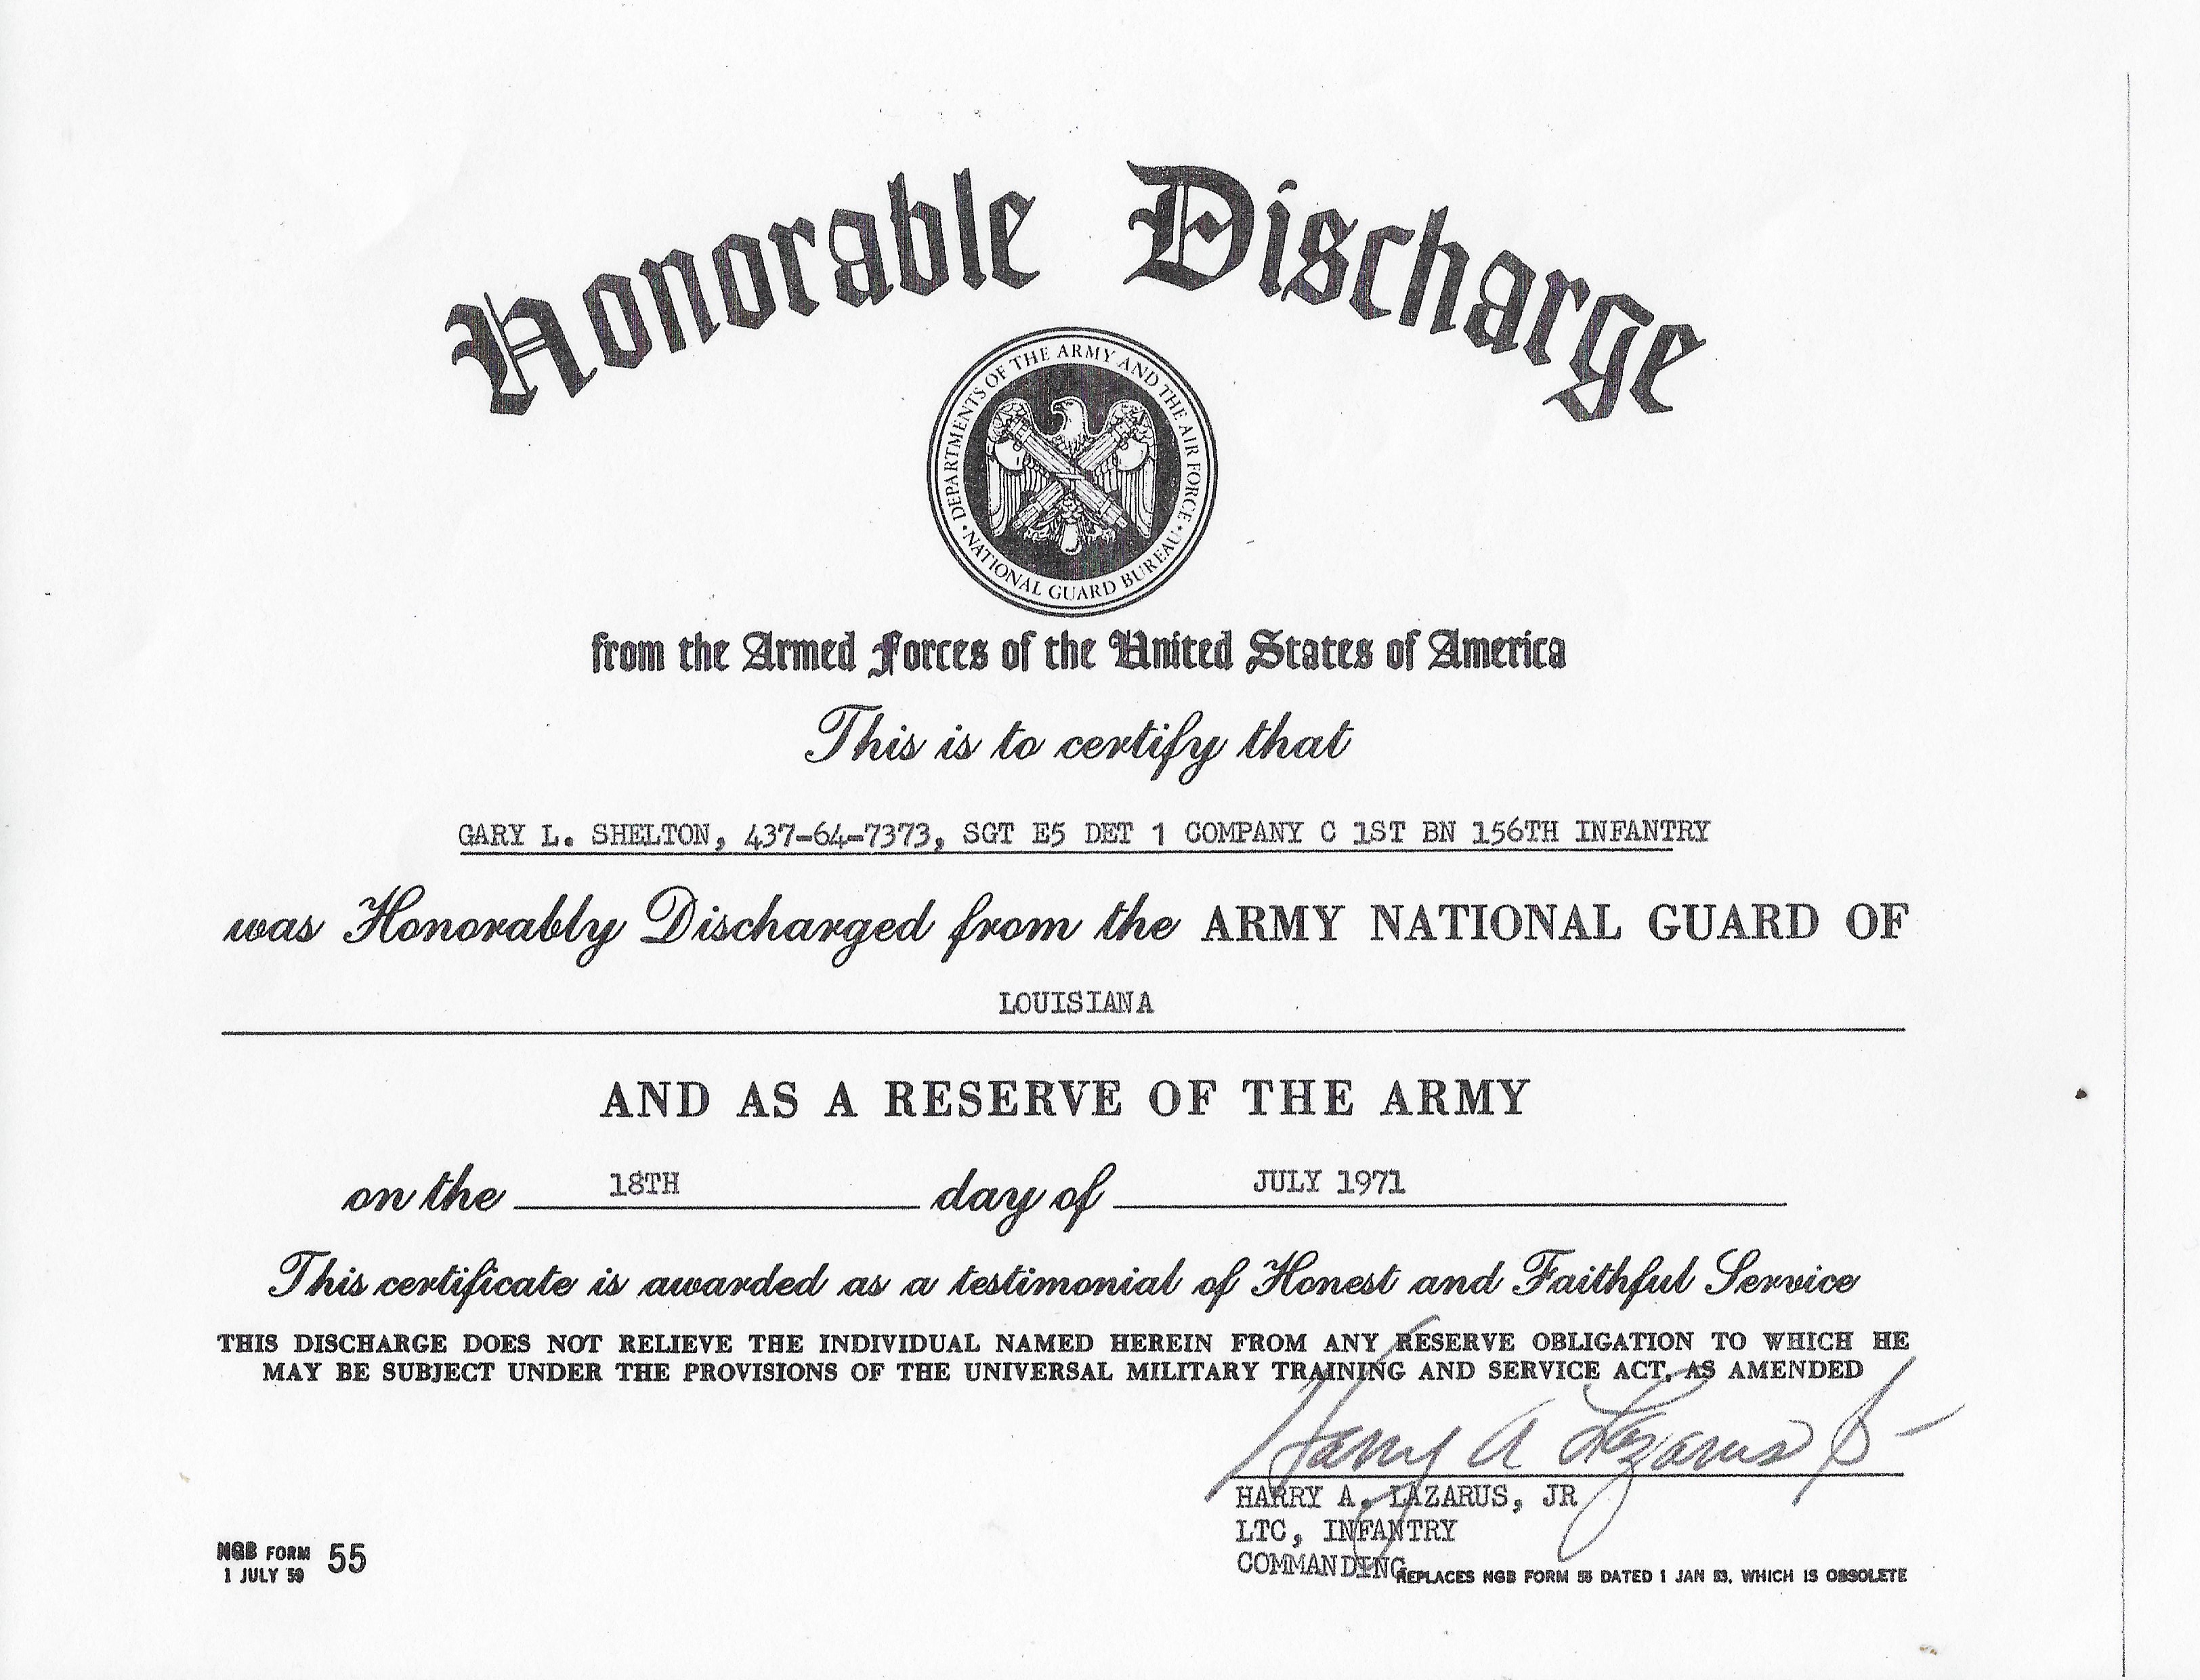 Honorable Discharge
DEPARTMENTS OF THE ARMY AND THE AIR FORCE
• NATIONAL GUARD BUREAU •
from the Armed Forces of the United States of America
This is to certify that
GARY L. SHELTON, 437-64-7373, SGT E5 DET 1 COMPANY C 1ST BN 156TH INFANTRY
was Honorably Discharged from the ARMY NATIONAL GUARD OF
LOUISIANA
AND AS A RESERVE OF THE ARMY
on the 18TH day of JULY 1971
This certificate is awarded as a testimonial of Honest and Faithful Service
THIS DISCHARGE DOES NOT RELIEVE THE INDIVIDUAL NAMED HEREIN FROM ANY RESERVE OBLIGATION TO WHICH HE
MAY BE SUBJECT UNDER THE PROVISIONS OF THE UNIVERSAL MILITARY TRAINING AND SERVICE ACT, AS AMENDED
Harry A Lazarus Jr
HARRY A. LAZARUS, JR
LTC, INFANTRY
COMMANDING
NGB FORM 55
1 JULY 59
REPLACES NGB FORM 55 DATED 1 JAN 53, WHICH IS OBSOLETE